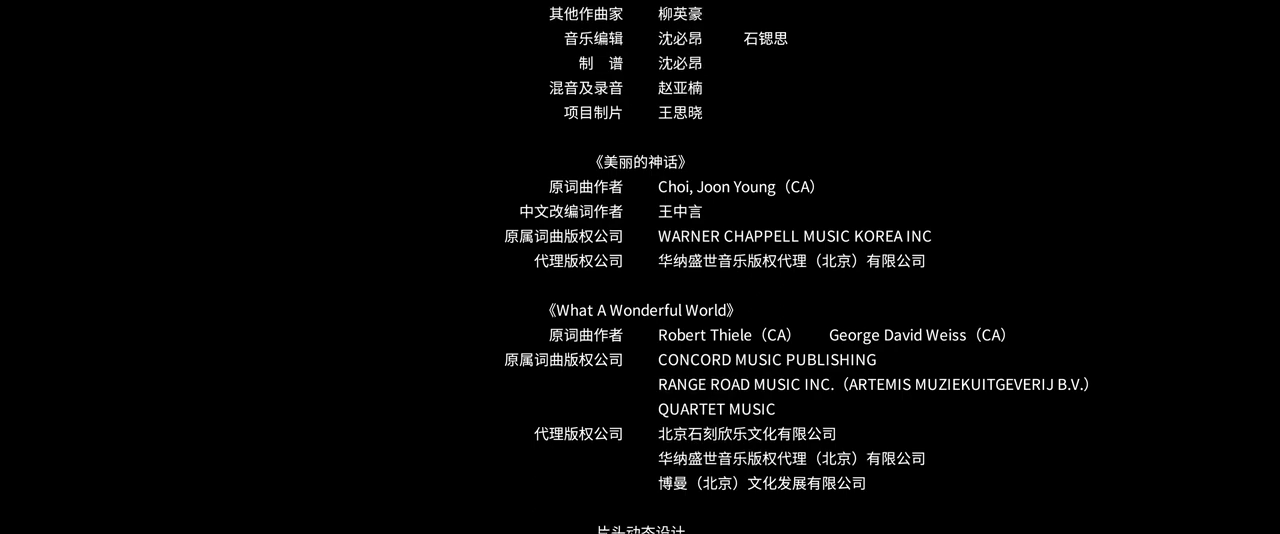 其他作曲家 柳英豪
音乐编辑 沈必昂 石锶思
制 谱 沈必昂
混音及录音 赵亚楠
项目制片 王思晓
《美丽的神话》
原词曲作者 Choi, Joon Young（CA）
中文改编词作者 王中言
原属词曲版权公司 WARNER CHAPPELL MUSIC KOREA INC
代理版权公司 华纳盛世音乐版权代理（北京）有限公司
《What A Wonderful World》
原词曲作者 Robert Thiele（CA） George David Weiss（CA）
原属词曲版权公司 CONCORD MUSIC PUBLISHING
RANGE ROAD MUSIC INC.（ARTEMIS MUZIEKUITGEVERIJ B.V.）
QUARTET MUSIC
代理版权公司 北京石刻欣乐文化有限公司
华纳盛世音乐版权代理（北京）有限公司
博曼（北京）文化发展有限公司
片头动态设计